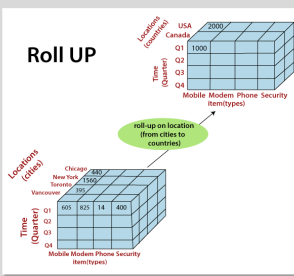 Roll UP
Locations
(countries)
USA
Canada
2000
1000
Time
(Quarter)
Q1
Q2
Q3
Q4
Mobile Modem Phone Security
item(types)
roll-up on location
(from cities to
countries)
Locations
(cities)
Chicago
New York
Toronto
Vancouver
440
1560
395
Time
(Quarter)
Q1
Q2
Q3
Q4
605 825 14 400
Mobile Modem Phone Security
item(types)